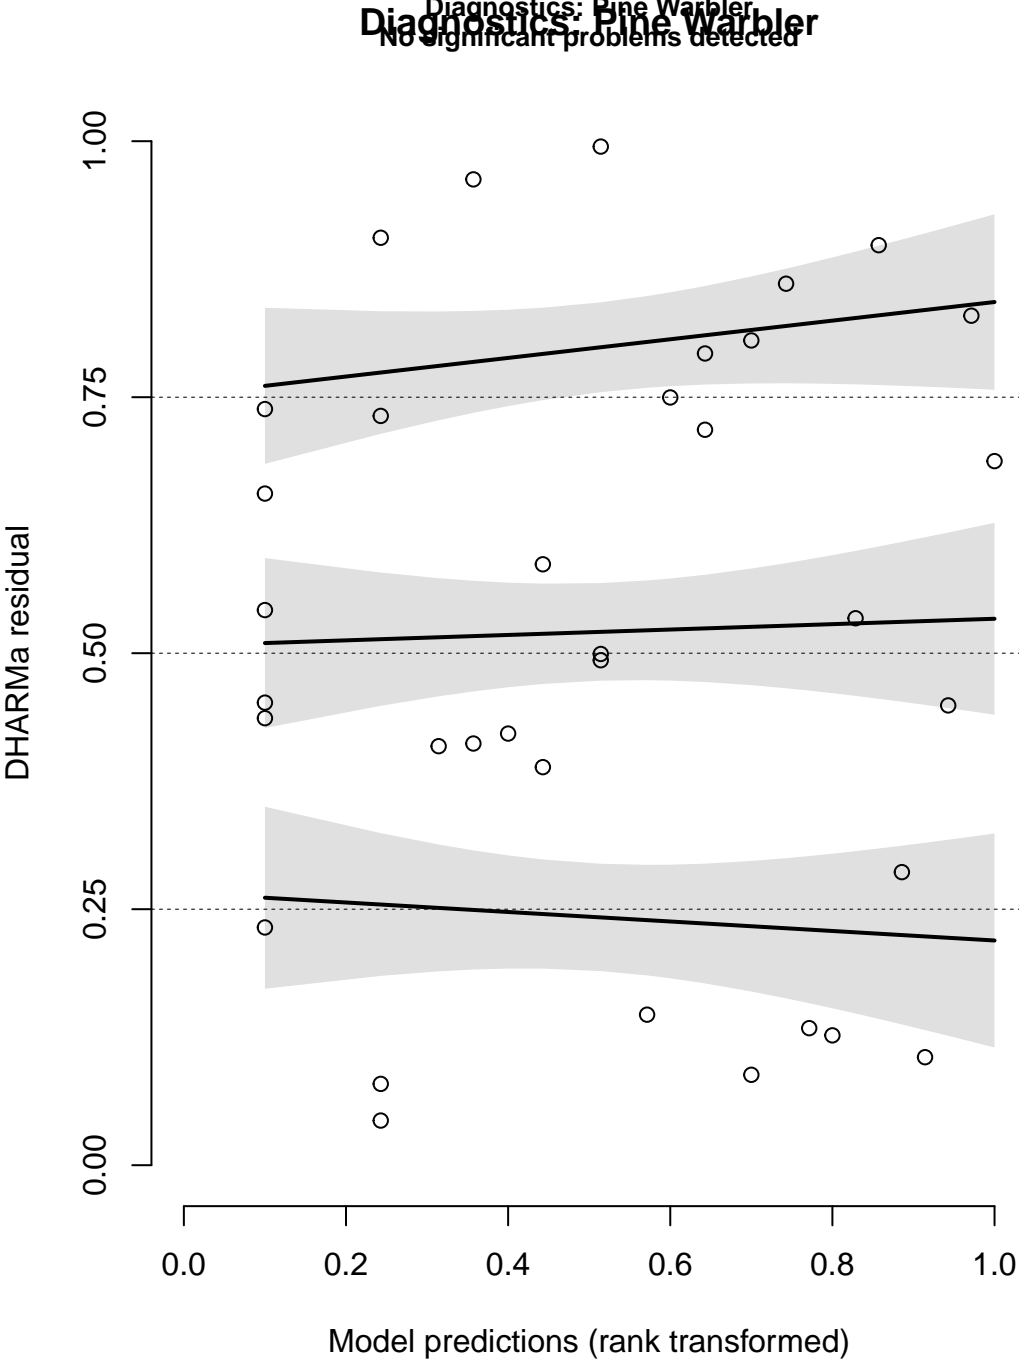 Diagnostics: Pine Warbler
Diagnostics: Pine Warbler
No significant problems detected
1.00
0.75
0.50
0.25
0.00
DHARMa residual
0.0 0.2 0.4 0.6 0.8 1.0
Model predictions (rank transformed)